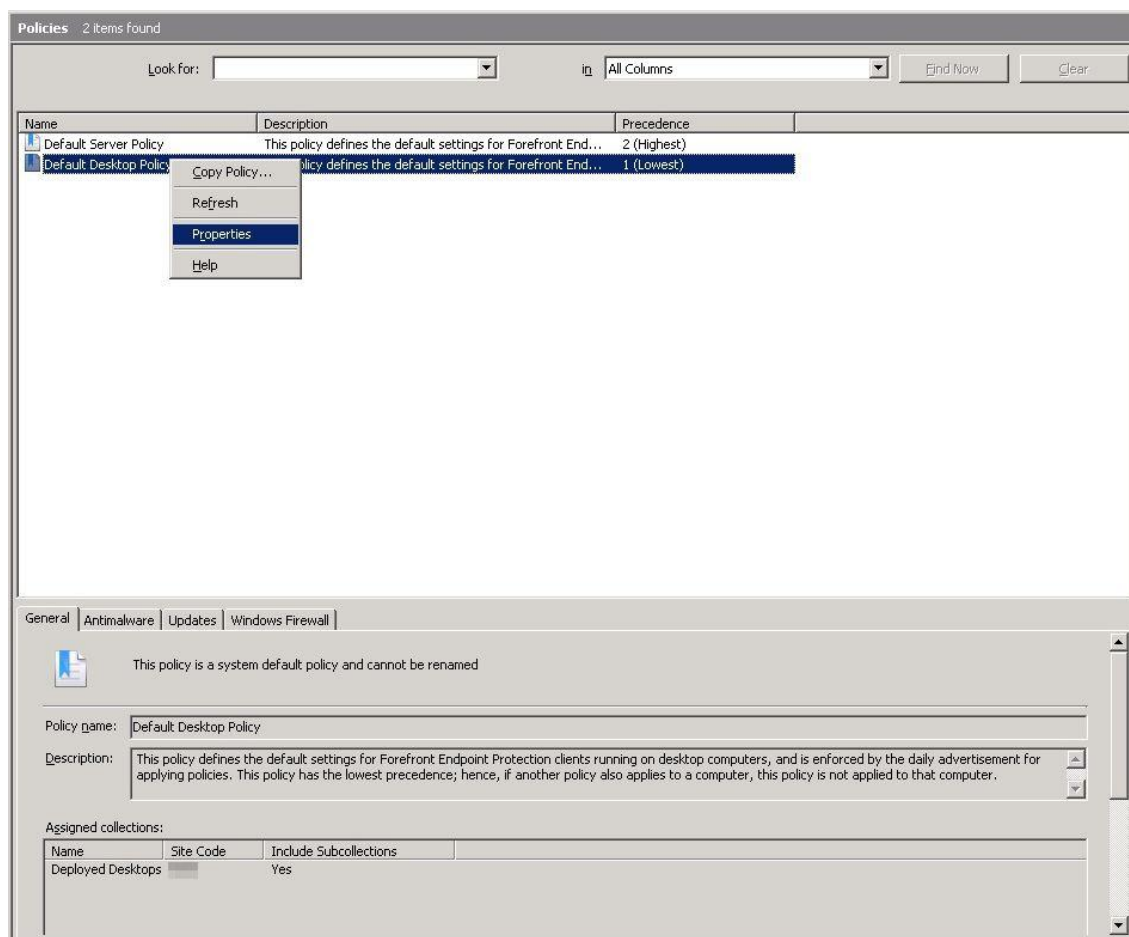 Policies 2 items found
Look for: in All Columns Find Now Clear
Name Description Precedence
Default Server Policy This policy defines the default settings for Forefront End... 2 (Highest)
Default Desktop Policy policy defines the default settings for Forefront End... 1 (Lowest)
Copy Policy...
Refresh
Properties
Help
General Antimalware Updates Windows Firewall
This policy is a system default policy and cannot be renamed
Policy name: Default Desktop Policy
Description: This policy defines the default settings for Forefront Endpoint Protection clients running on desktop computers, and is enforced by the daily advertisement for
applying policies. This policy has the lowest precedence; hence, if another policy also applies to a computer, this policy is not applied to that computer.
Assigned collections:
Name Site Code Include Subcollections
Deployed Desktops Yes